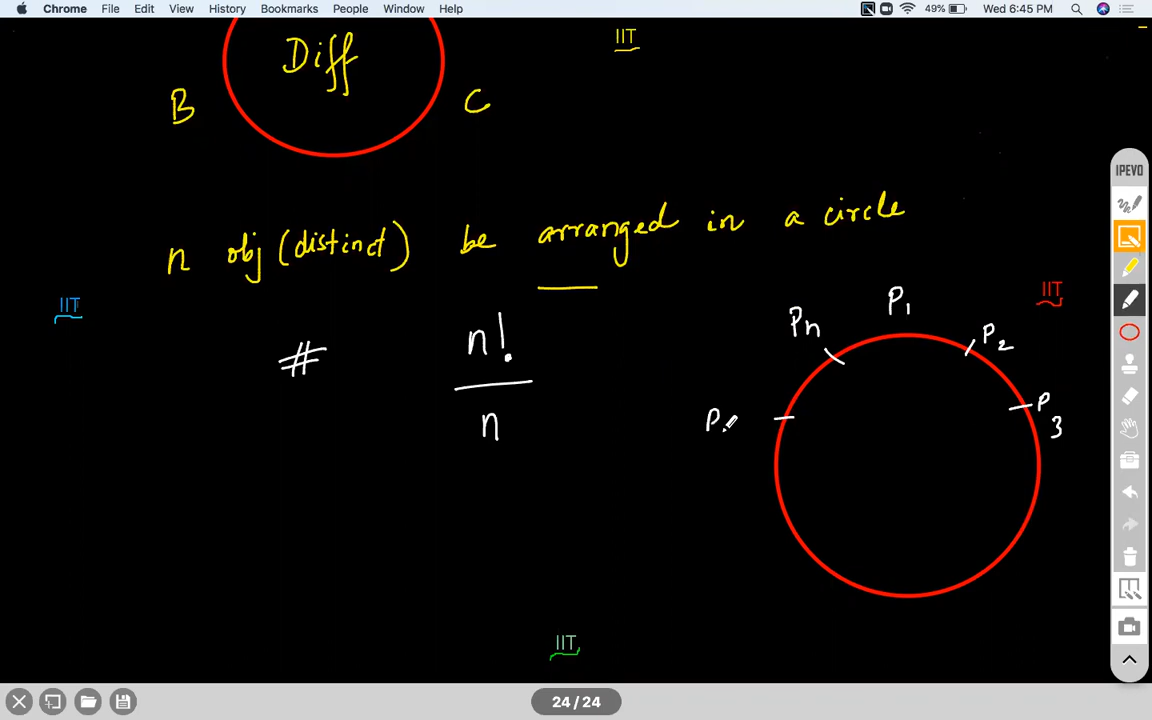 Chrome File Edit View History Bookmarks People Window Help 49% Wed 6:45 PM
Diff
IIT
B C
IPEVO
n obj (distinct) be arranged in a circle
IIT
IIT
# n!
n
P1
Pn
P2
P3
P
IIT
24 / 24